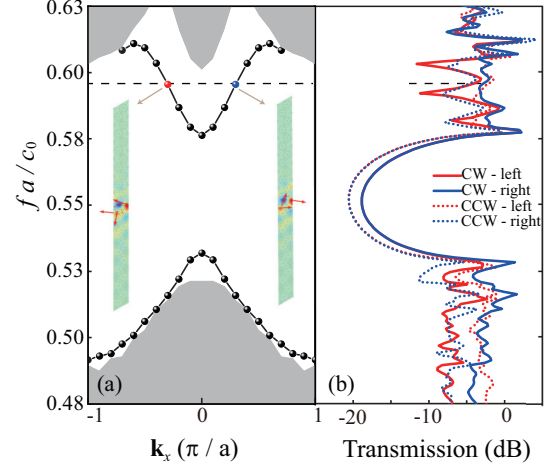 0.63
0.60
0.58
0.55
0.53
0.50
0.48
f a / c0
(a)
-1
0
1
kx (π / a)
CW - left
CW - right
CCW - left
CCW - right
(b)
-20
-10
0
Transmission (dB)